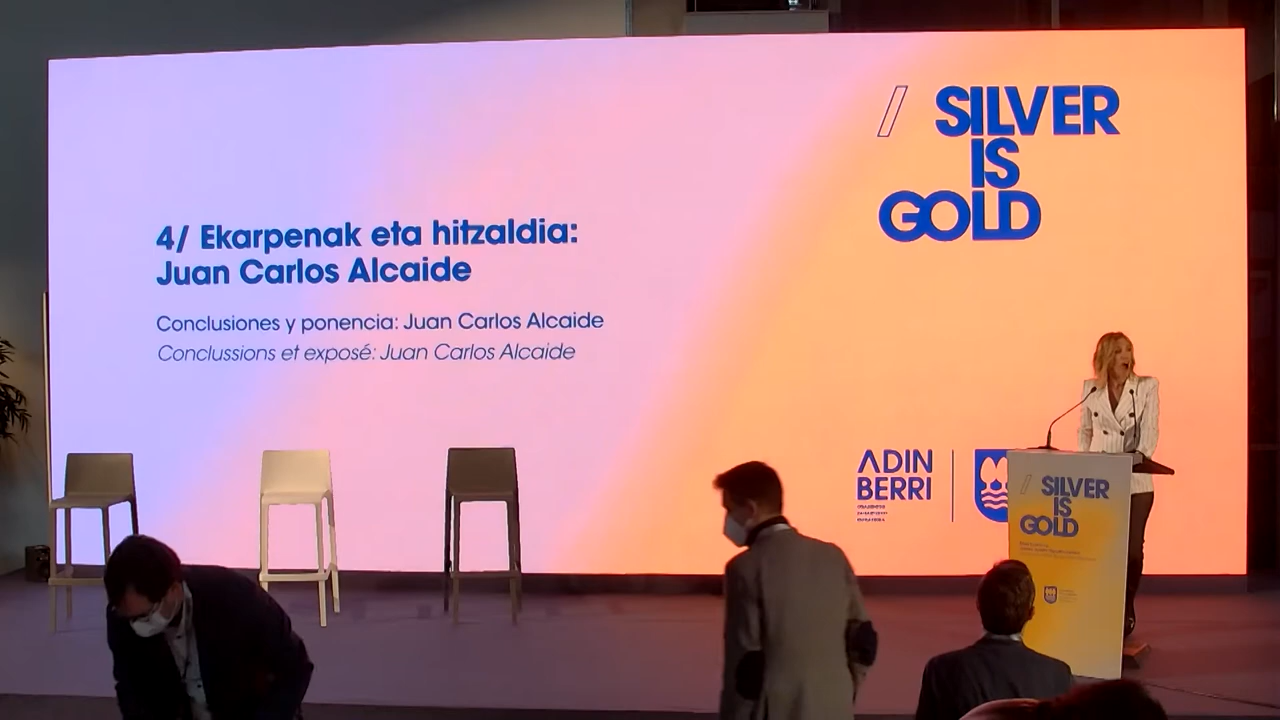 4/ Ekarpenak eta hitzaldia:
Juan Carlos Alcaide
Conclusiones y ponencia: Juan Carlos Alcaide
Conclussions et exposé: Juan Carlos Alcaide
/ SILVER
IS
GOLD
ADIN
BERRI
/ SILVER
IS
GOLD